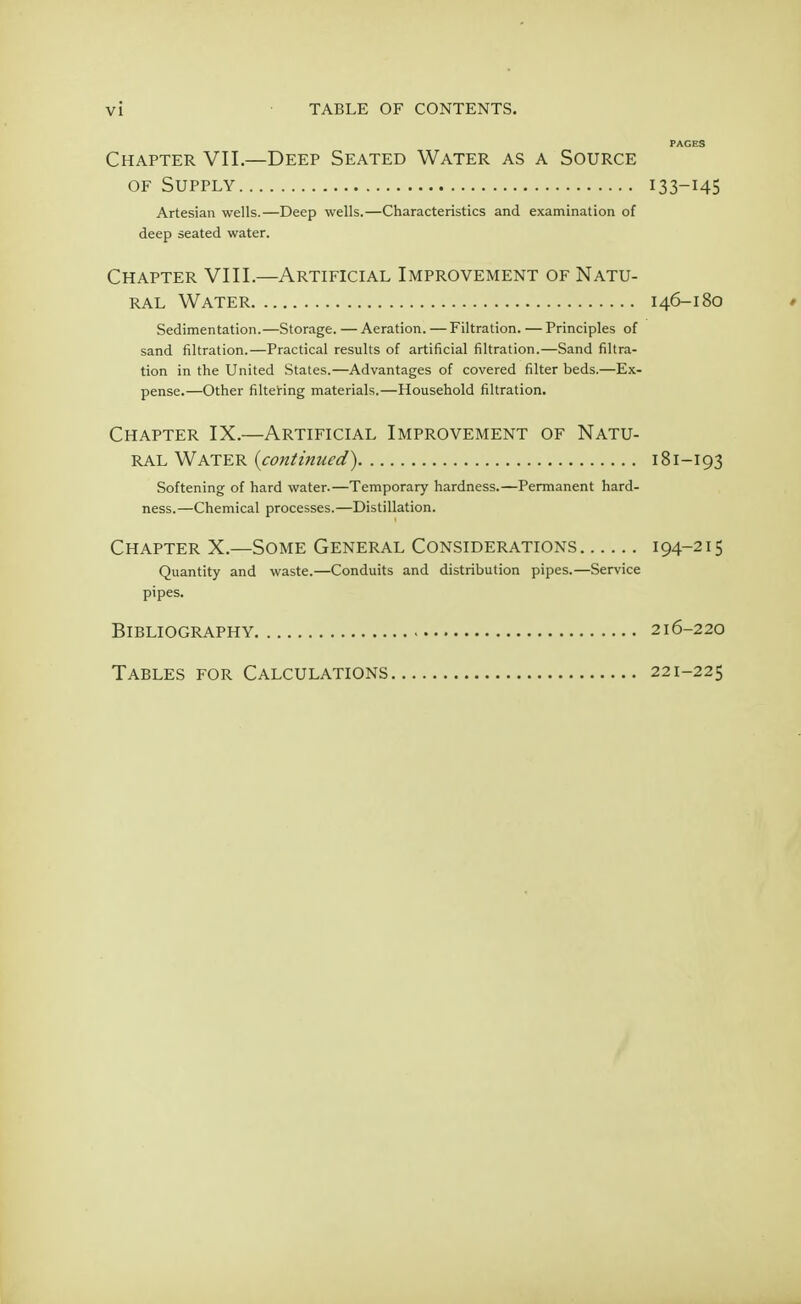 vi TABLE OF CONTENTS.
PAGES
CHAPTER VII.—DEEP SEATED WATER AS A SOURCE
OF SUPPLY........................................ 133-145
Artesian wells.—Deep wells.—Characteristics and examination of
deep seated water.
CHAPTER VIII.—ARTIFICIAL IMPROVEMENT OF NATU-
RAL WATER........................................ 146-180
Sedimentation.—Storage.—Aeration.—Filtration.—Principles of
sand filtration.—Practical results of artificial filtration.—Sand filtra-
tion in the United States.—Advantages of covered filter beds.—Ex-
pense.—Other filtering materials.—Household filtration.
CHAPTER IX.—ARTIFICIAL IMPROVEMENT OF NATU-
RAL WATER (continued)............................ 181-193
Softening of hard water.—Temporary hardness.—Permanent hard-
ness.—Chemical processes.—Distillation.
CHAPTER X.—SOME GENERAL CONSIDERATIONS...... 194-215
Quantity and waste.—Conduits and distribution pipes.—Service
pipes.
BIBLIOGRAPHY........................................ 216-220
TABLES FOR CALCULATIONS.......................... 221-225